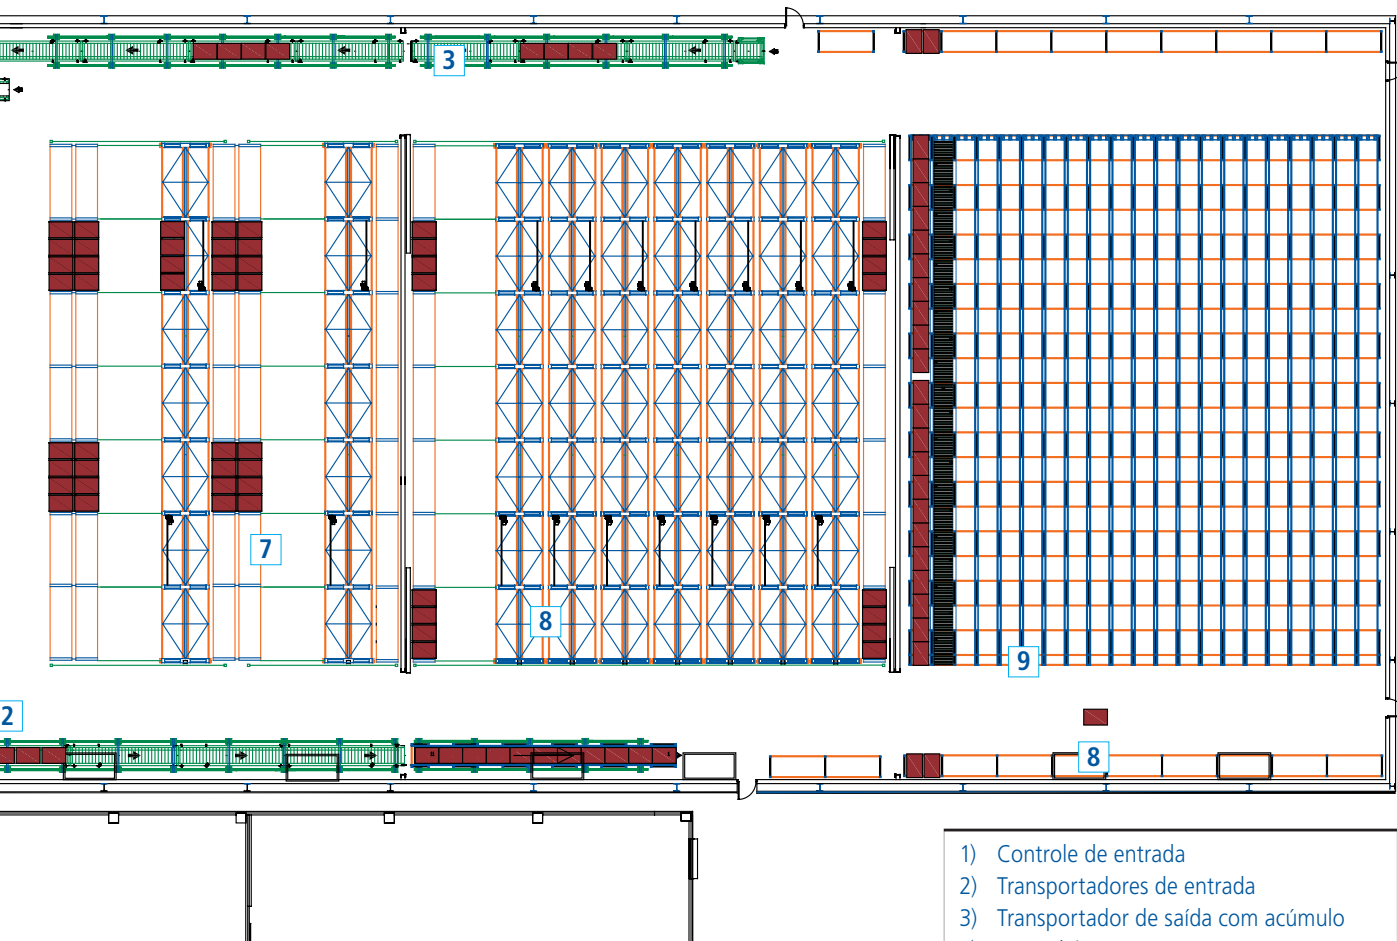 3
7
8
9
2
8
1) Controle de entrada
2) Transportadores de entrada
3) Transportador de saída com acúmulo